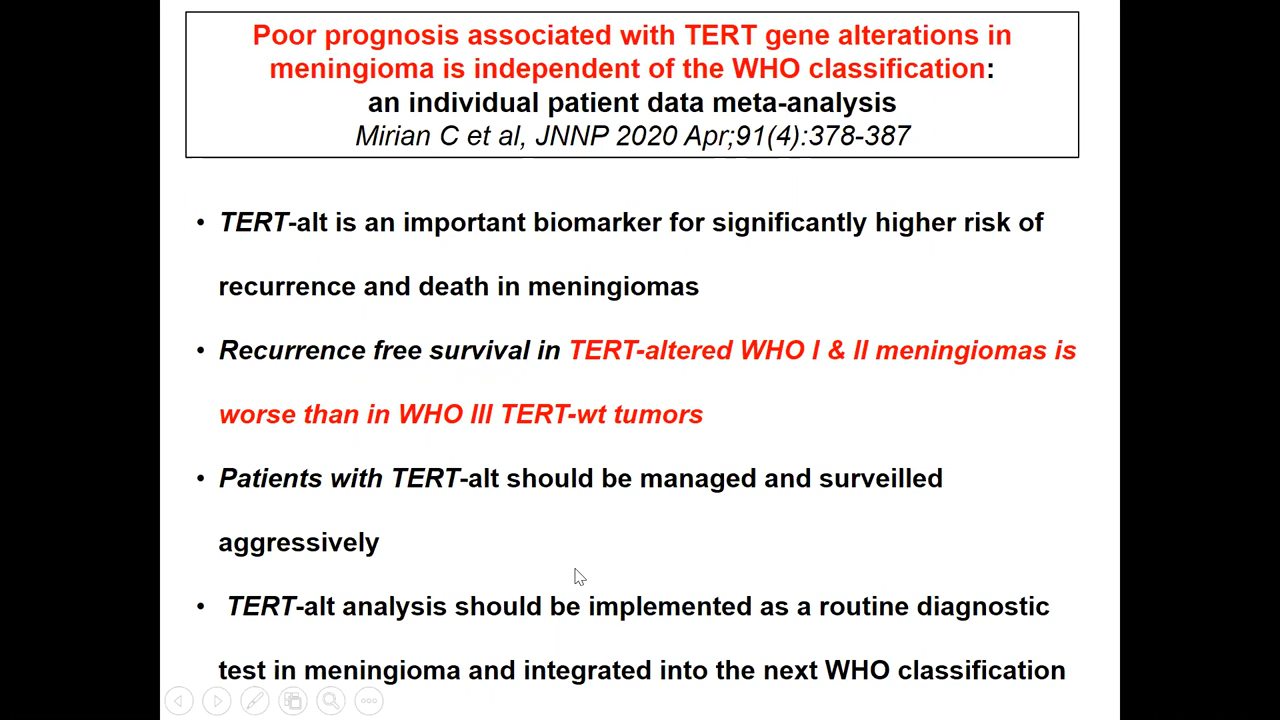 Poor prognosis associated with TERT gene alterations in
meningioma is independent of the WHO classification:
an individual patient data meta-analysis
Mirian C et al, JNNP 2020 Apr;91(4):378-387
• TERT-alt is an important biomarker for significantly higher risk of
recurrence and death in meningiomas
• Recurrence free survival in TERT-altered WHO I & II meningiomas is
worse than in WHO III TERT-wt tumors
• Patients with TERT-alt should be managed and surveilled
aggressively
• TERT-alt analysis should be implemented as a routine diagnostic
test in meningioma and integrated into the next WHO classification